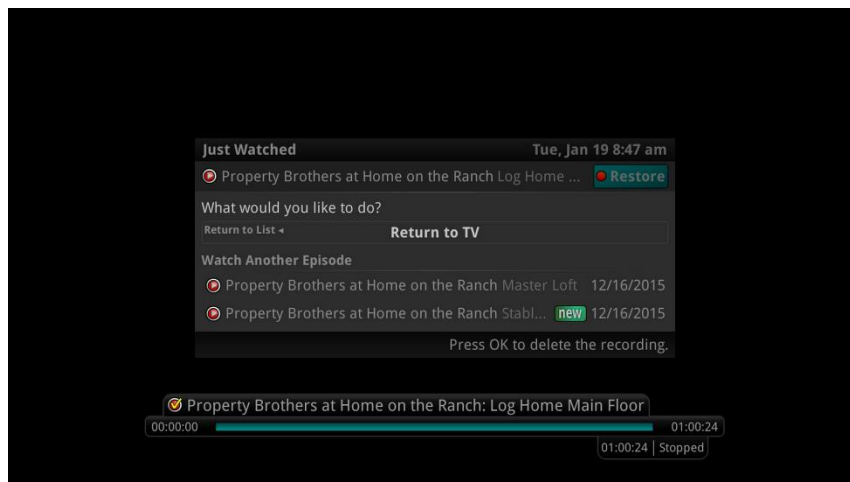 Just Watched Tue, Jan 19 8:47 am
Property Brothers at Home on the Ranch Log Home ... Restore
What would you like to do?
Return to List Return to TV
Watch Another Episode
Property Brothers at Home on the Ranch Master Loft 12/16/2015
Property Brothers at Home on the Ranch Stabl... new 12/16/2015
Press OK to delete the recording.
Property Brothers at Home on the Ranch: Log Home Main Floor
00:00:00 01:00:24
01:00:24 | Stopped